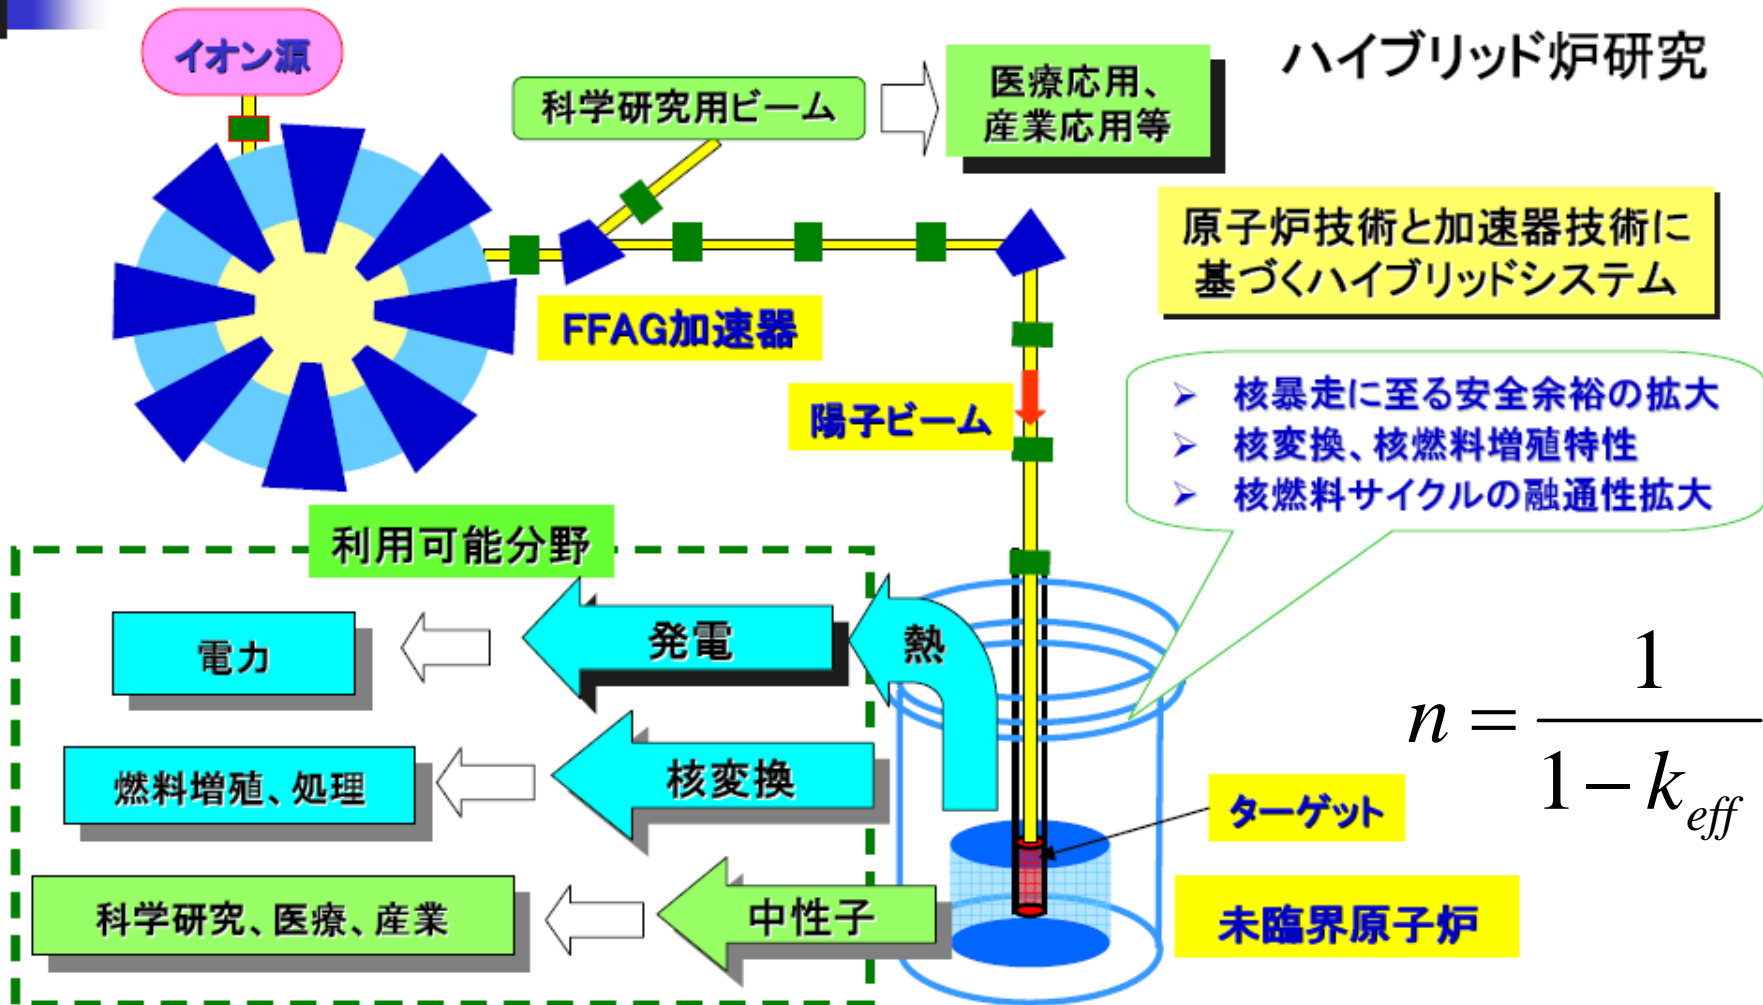 イオン源
科学研究用ビーム
医療応用、
産業応用等
ハイブリッド炉研究
原子炉技術と加速器技術に
基づくハイブリッドシステム
FFAG加速器
陽子ビーム
➢ 核暴走に至る安全余裕の拡大
➢ 核変換、核燃料増殖特性
➢ 核燃料サイクルの融通性拡大
利用可能分野
電力
発電
熱
燃料増殖、処理
核変換
科学研究、医療、産業
中性子
ターゲット
未臨界原子炉
n = 1 / (1 − k_eff)